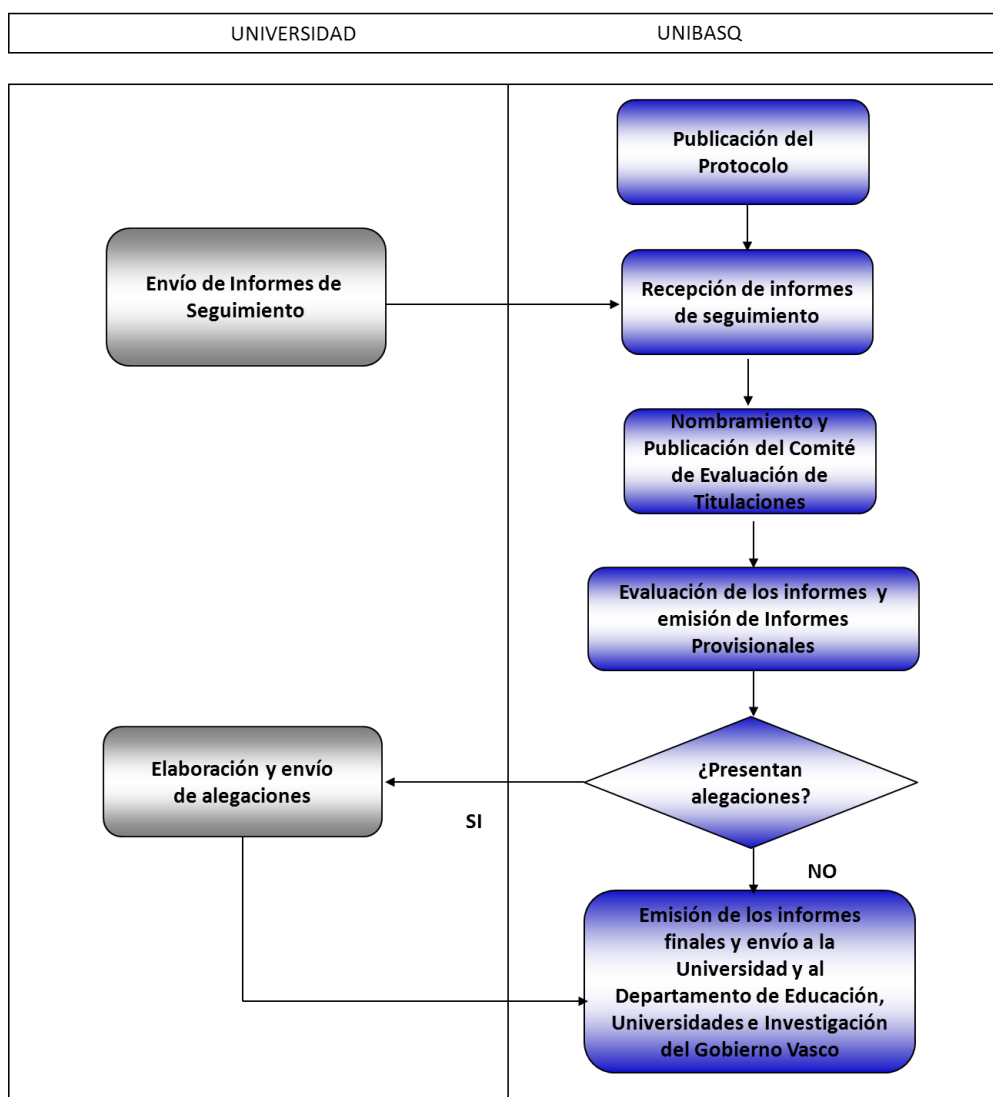 UNIVERSIDAD
UNIBASQ
Publicación del
Protocolo
Envío de Informes de
Seguimiento
Recepción de informes
de seguimiento
Nombramiento y
Publicación del Comité
de Evaluación de
Titulaciones
Evaluación de los informes y
emisión de Informes
Provisionales
¿Presentan
alegaciones?
Elaboración y envío
de alegaciones
SI
NO
Emisión de los informes
finales y envío a la
Universidad y al
Departamento de Educación,
Universidades e Investigación
del Gobierno Vasco